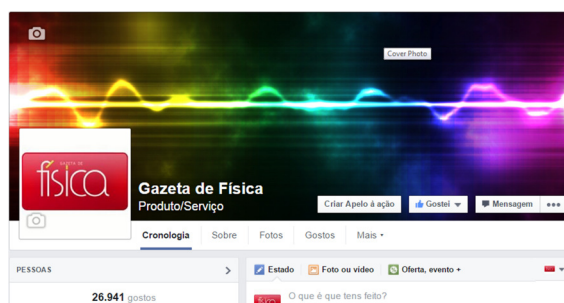 Cover Photo
GAZETA DE
física
Gazeta de Física
Produto/Serviço
Criar Apelo à ação
Gostei
Mensagem
Cronologia Sobre Fotos Gostos Mais
PESSOAS
26.941 gostos
Estado Foto ou vídeo Oferta, evento +
O que é que tens feito?